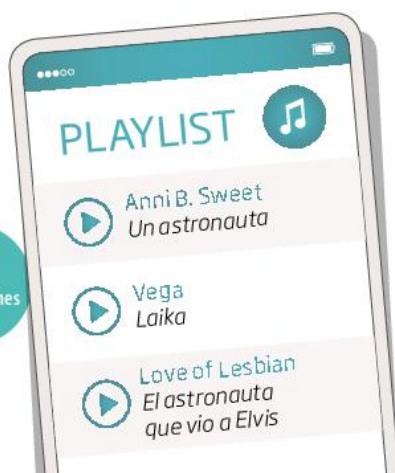 PLAYLIST
Anni B. Sweet
Un astronauta
Vega
Laika
Love of Lesbian
El astronauta
que vio a Elvis